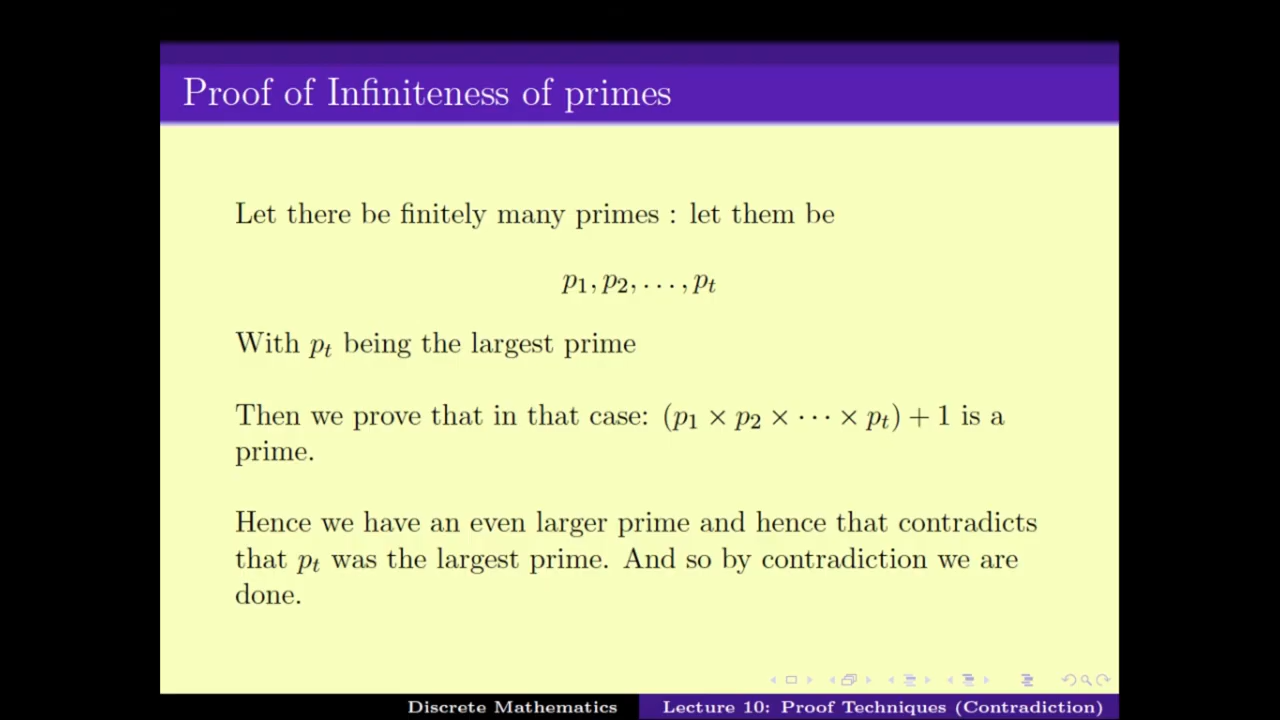 Proof of Infiniteness of primes
Let there be finitely many primes : let them be
p₁, p₂, . . . , pₜ
With pₜ being the largest prime
Then we prove that in that case: (p₁ × p₂ × · · · × pₜ) + 1 is a
prime.
Hence we have an even larger prime and hence that contradicts
that pₜ was the largest prime. And so by contradiction we are
done.
Discrete Mathematics
Lecture 10: Proof Techniques (Contradiction)